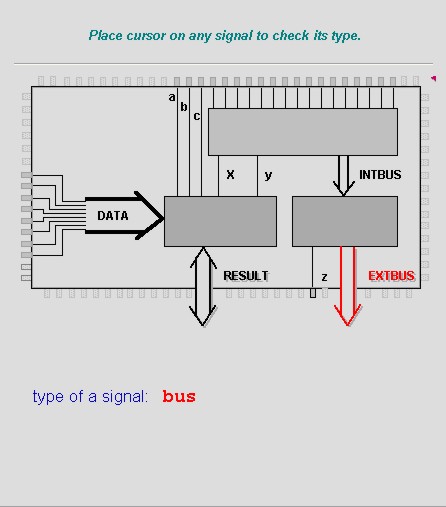 Place cursor on any signal to check its type.
a
b
c
X
y
INTBUS
DATA
RESULT
z
EXTBUS
type of a signal: bus